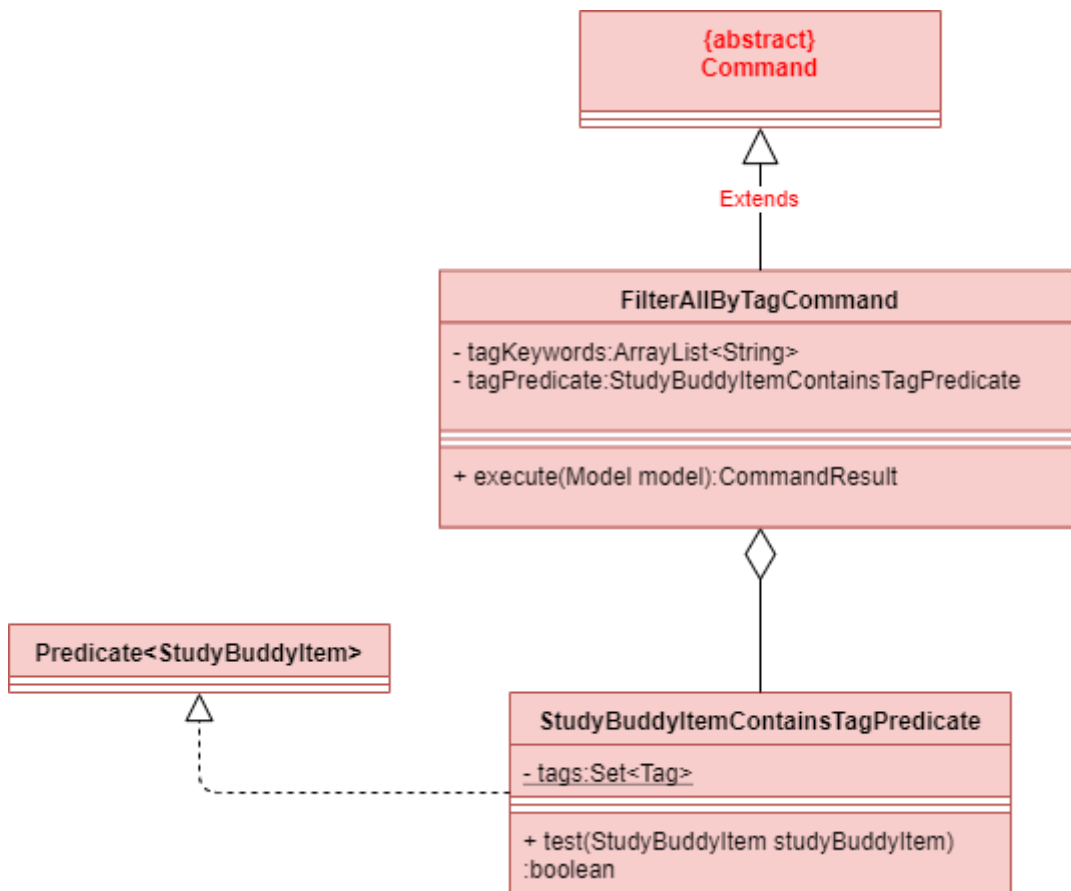 {abstract}
Command
Extends
FilterAllByTagCommand
- tagKeywords:ArrayList<String>
- tagPredicate:StudyBuddyItemContainsTagPredicate
+ execute(Model model):CommandResult
Predicate<StudyBuddyItem>
StudyBuddyItemContainsTagPredicate
- tags:Set<Tag>
+ test(StudyBuddyItem studyBuddyItem)
:boolean